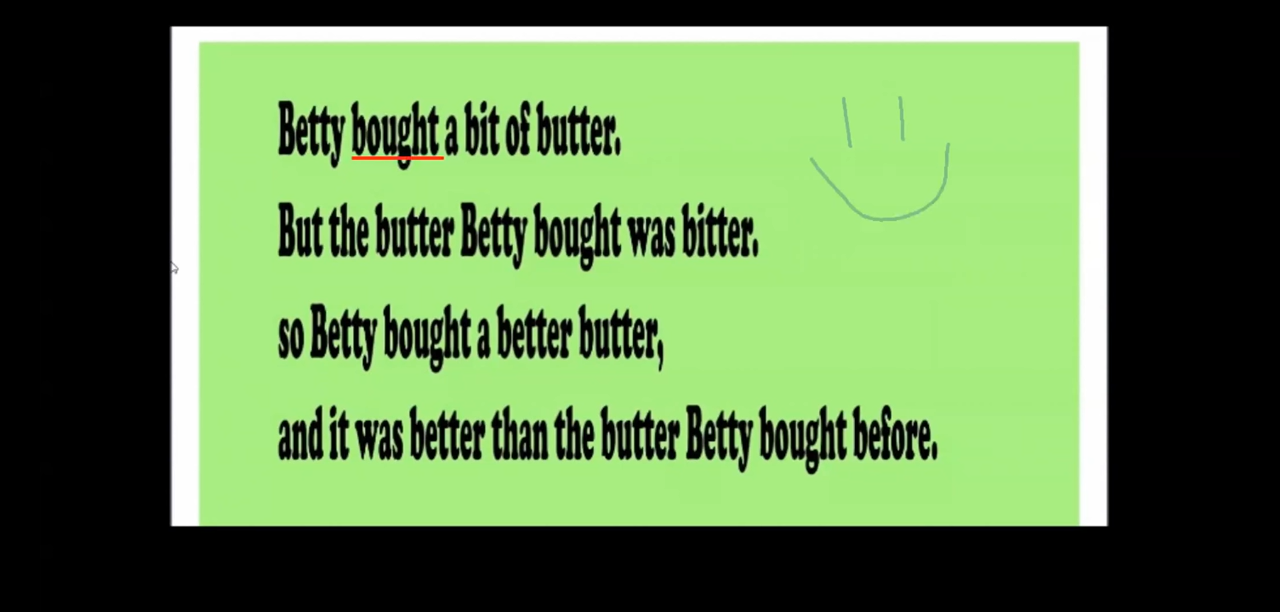 Betty bought a bit of butter.
But the butter Betty bought was bitter.
so Betty bought a better butter,
and it was better than the butter Betty bought before.